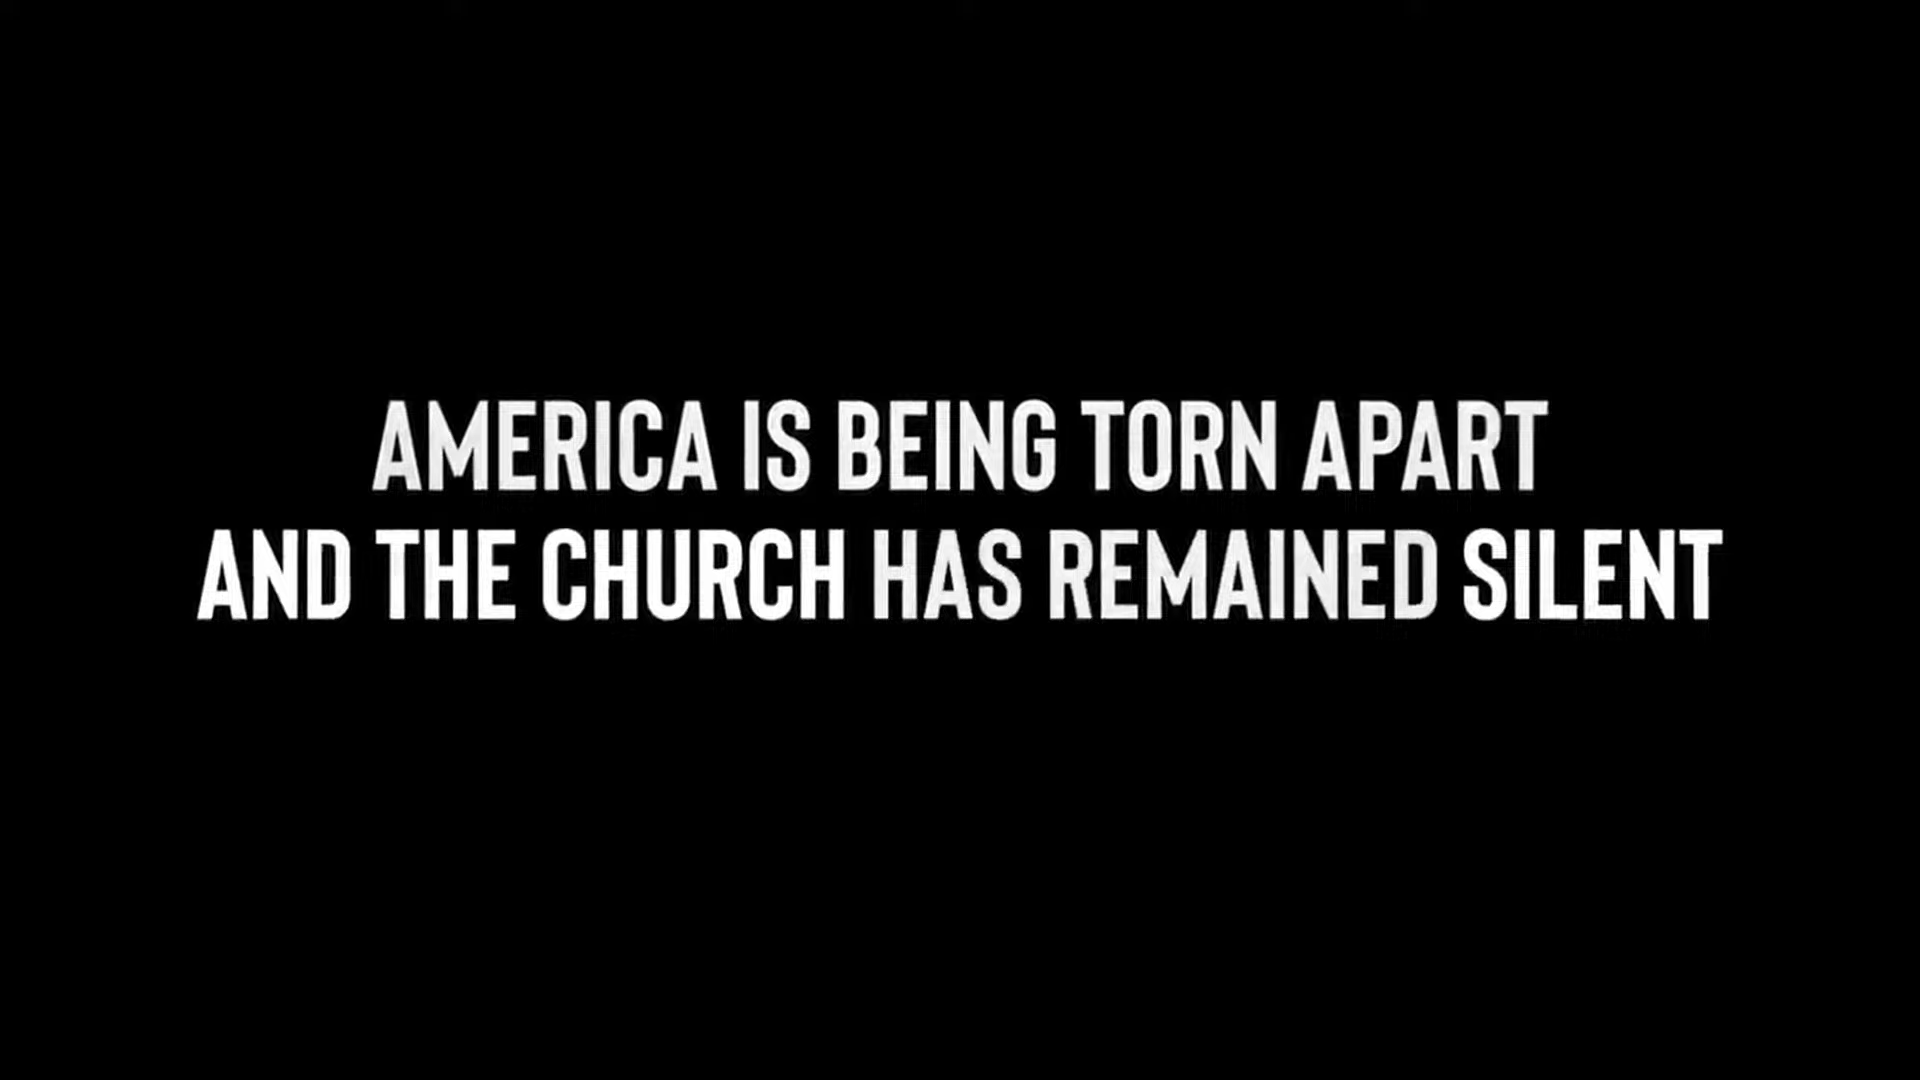 AMERICA IS BEING TORN APART
AND THE CHURCH HAS REMAINED SILENT